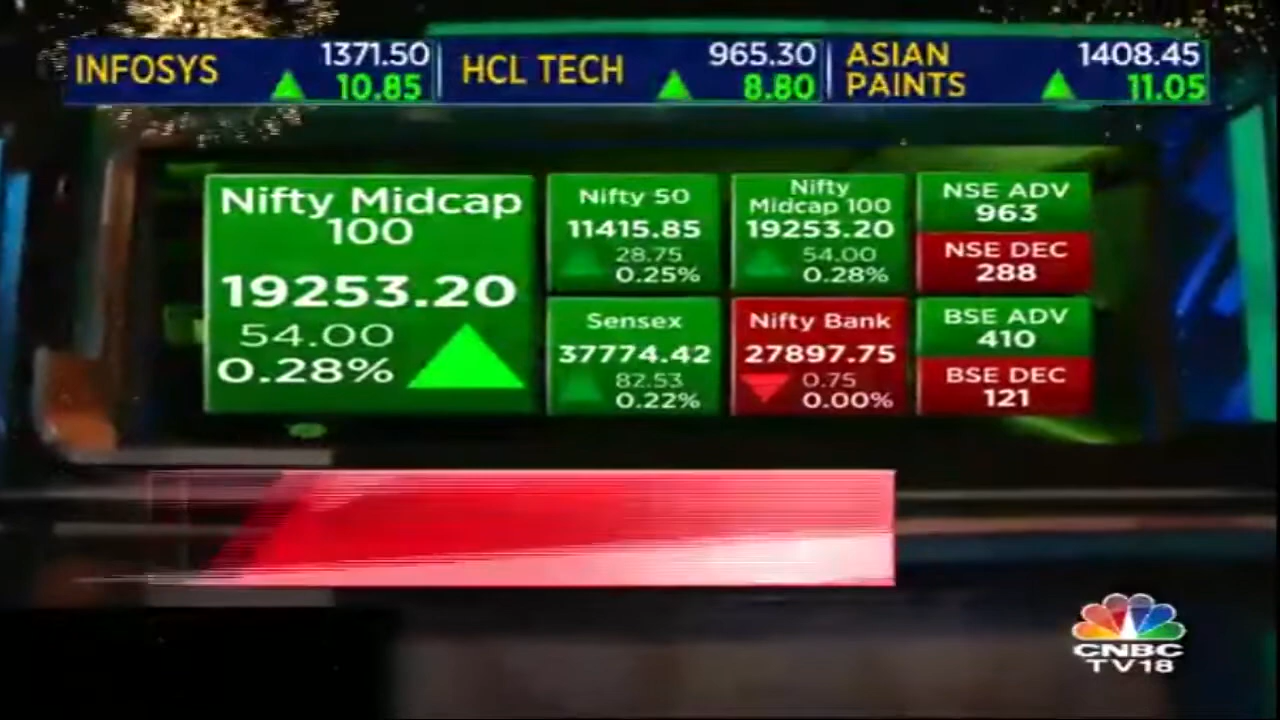 INFOSYS
1371.50
10.85
HCL TECH
965.30
8.80
ASIAN
PAINTS
1408.45
11.05
Nifty Midcap
100
19253.20
54.00
0.28%
Nifty 50
11415.85
28.75
0.25%
Nifty
Midcap 100
19253.20
54.00
0.28%
NSE ADV
963
NSE DEC
288
Sensex
37774.42
82.53
0.22%
Nifty Bank
27897.75
0.75
0.00%
BSE ADV
410
BSE DEC
121
CNBC
TV18